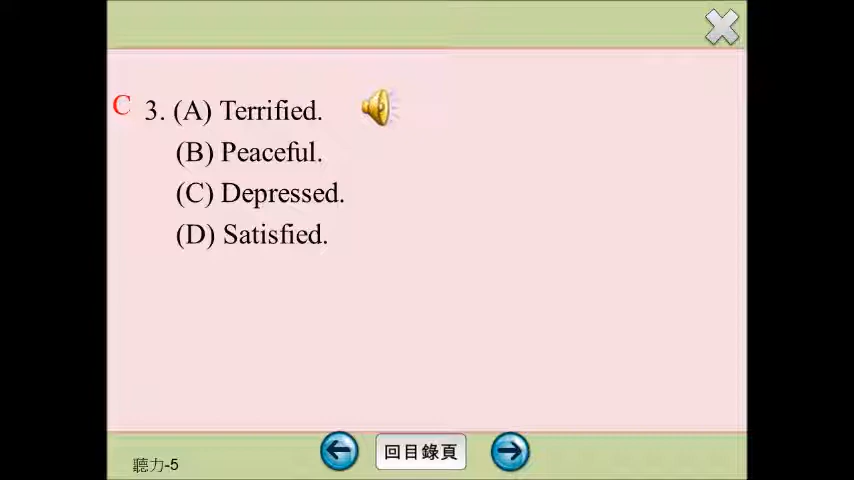 C 3. (A) Terrified.
(B) Peaceful.
(C) Depressed.
(D) Satisfied.
聽力-5
回目錄頁